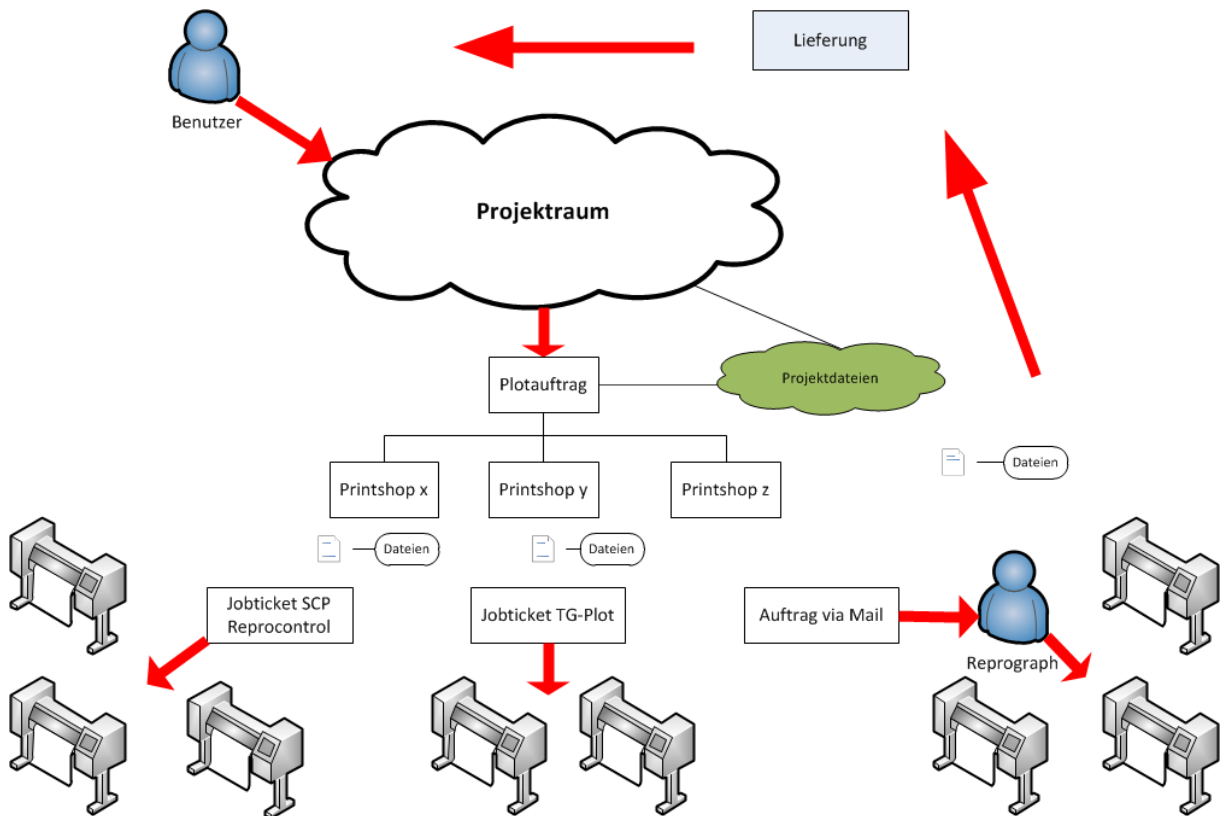 Lieferung
Benutzer
Projektraum
Plotauftrag
Projektdateien
Printshop x
Printshop y
Printshop z
Dateien
Dateien
Dateien
Jobticket SCP
Reprocontrol
Jobticket TG-Plot
Auftrag via Mail
Reprograph